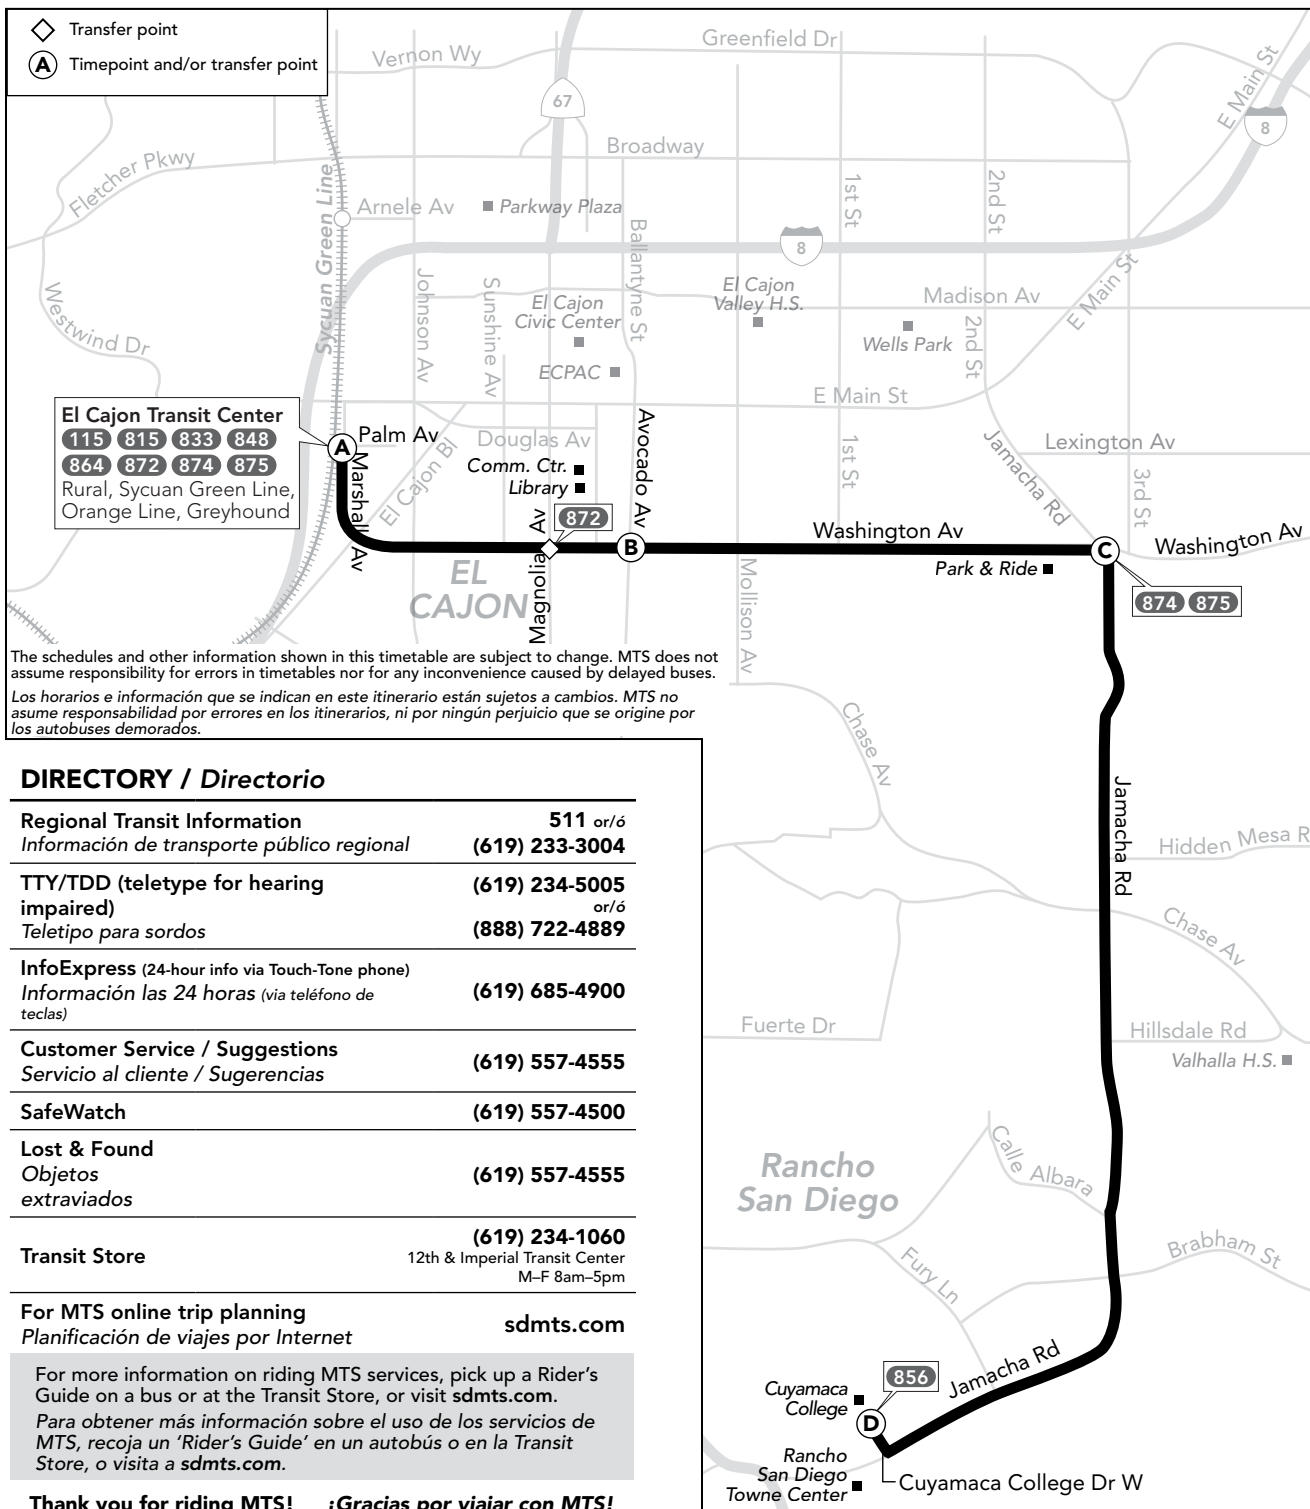 Transfer point
A Timepoint and/or transfer point
Vernon Wy
Greenfield Dr
67
E Main St
8
Broadway
Fletcher Pkwy
Sycuan Green Line
Arnele Av
Parkway Plaza
1st St
2nd St
Ballantyne St
8
Westwind Dr
Johnson Av
Sunshine Av
El Cajon
Civic Center
El Cajon
Valley H.S.
Madison Av
E Main St
Wells Park
2nd St
ECPAC
E Main St
El Cajon Transit Center
115 815 833 848
864 872 874 875
Rural, Sycuan Green Line,
Orange Line, Greyhound
A
Palm Av
Marshall Av
El Cajon Bl
Douglas Av
Comm. Ctr.
Library
Avocado Av
1st St
Jamacha Rd
Lexington Av
3rd St
872
Magnolia Av
B
Washington Av
C
Washington Av
Park & Ride
874 875
EL
CAJON
Mollison Av
The schedules and other information shown in this timetable are subject to change. MTS does not
assume responsibility for errors in timetables nor for any inconvenience caused by delayed buses.
Los horarios e información que se indican en este itinerario están sujetos a cambios. MTS no
asume responsabilidad por errores en los itinerarios, ni por ningún perjuicio que se origine por
los autobuses demorados.
Chase Av
Jamacha Rd
Hidden Mesa R
Chase Av
Fuerte Dr
Hillsdale Rd
Valhalla H.S.
Rancho
San Diego
Calle Albara
Fury Ln
Brabham St
Jamacha Rd
856
Cuyamaca
College
D
Rancho
San Diego
Towne Center
Cuyamaca College Dr W
DIRECTORY / Directorio
Regional Transit Information
Información de transporte público regional
511 or/ó
(619) 233-3004
TTY/TDD (teletype for hearing
impaired)
Teletipo para sordos
(619) 234-5005
or/ó
(888) 722-4889
InfoExpress (24-hour info via Touch-Tone phone)
Información las 24 horas (via teléfono de
teclas)
(619) 685-4900
Customer Service / Suggestions
Servicio al cliente / Sugerencias
(619) 557-4555
SafeWatch
(619) 557-4500
Lost & Found
Objetos
extraviados
(619) 557-4555
Transit Store
(619) 234-1060
12th & Imperial Transit Center
M–F 8am–5pm
For MTS online trip planning
Planificación de viajes por Internet
sdmts.com
For more information on riding MTS services, pick up a Rider's
Guide on a bus or at the Transit Store, or visit sdmts.com.
Para obtener más información sobre el uso de los servicios de
MTS, recoja un 'Rider's Guide' en un autobús o en la Transit
Store, o visita a sdmts.com.
Thank you for riding MTS! ¡Gracias por viajar con MTS!